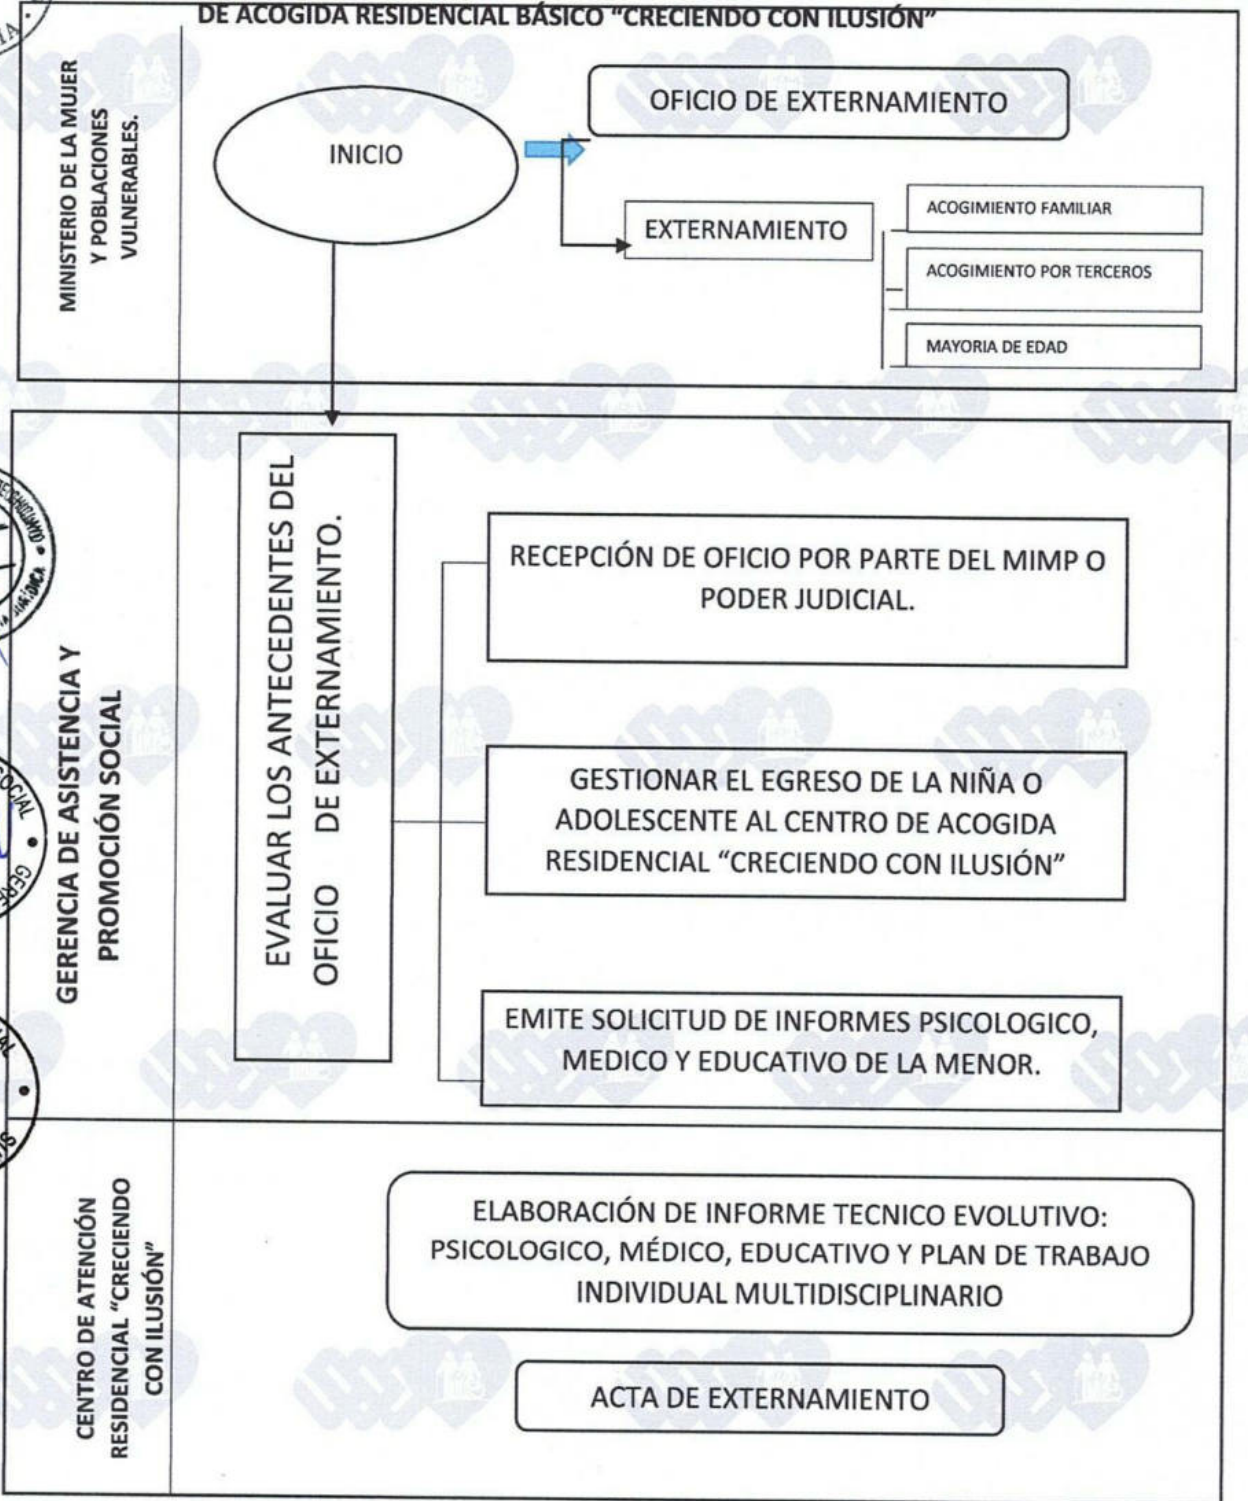 DE ACOGIDA RESIDENCIAL BÁSICO “CRECIENDO CON ILUSIÓN”
MINISTERIO DE LA MUJER
Y POBLACIONES
VULNERABLES.
INICIO
OFICIO DE EXTERNAMIENTO
EXTERNAMIENTO
ACOGIMIENTO FAMILIAR
ACOGIMIENTO POR TERCEROS
MAYORIA DE EDAD
GERENCIA DE ASISTENCIA Y
PROMOCIÓN SOCIAL
EVALUAR LOS ANTECEDENTES DEL
OFICIO DE EXTERNAMIENTO.
RECEPCIÓN DE OFICIO POR PARTE DEL MIMP O
PODER JUDICIAL.
GESTIONAR EL EGRESO DE LA NIÑA O
ADOLESCENTE AL CENTRO DE ACOGIDA
RESIDENCIAL “CRECIENDO CON ILUSIÓN”
EMITE SOLICITUD DE INFORMES PSICOLOGICO,
MEDICO Y EDUCATIVO DE LA MENOR.
CENTRO DE ATENCIÓN
RESIDENCIAL “CRECIENDO
CON ILUSIÓN”
ELABORACIÓN DE INFORME TECNICO EVOLUTIVO:
PSICOLOGICO, MÉDICO, EDUCATIVO Y PLAN DE TRABAJO
INDIVIDUAL MULTIDISCIPLINARIO
ACTA DE EXTERNAMIENTO